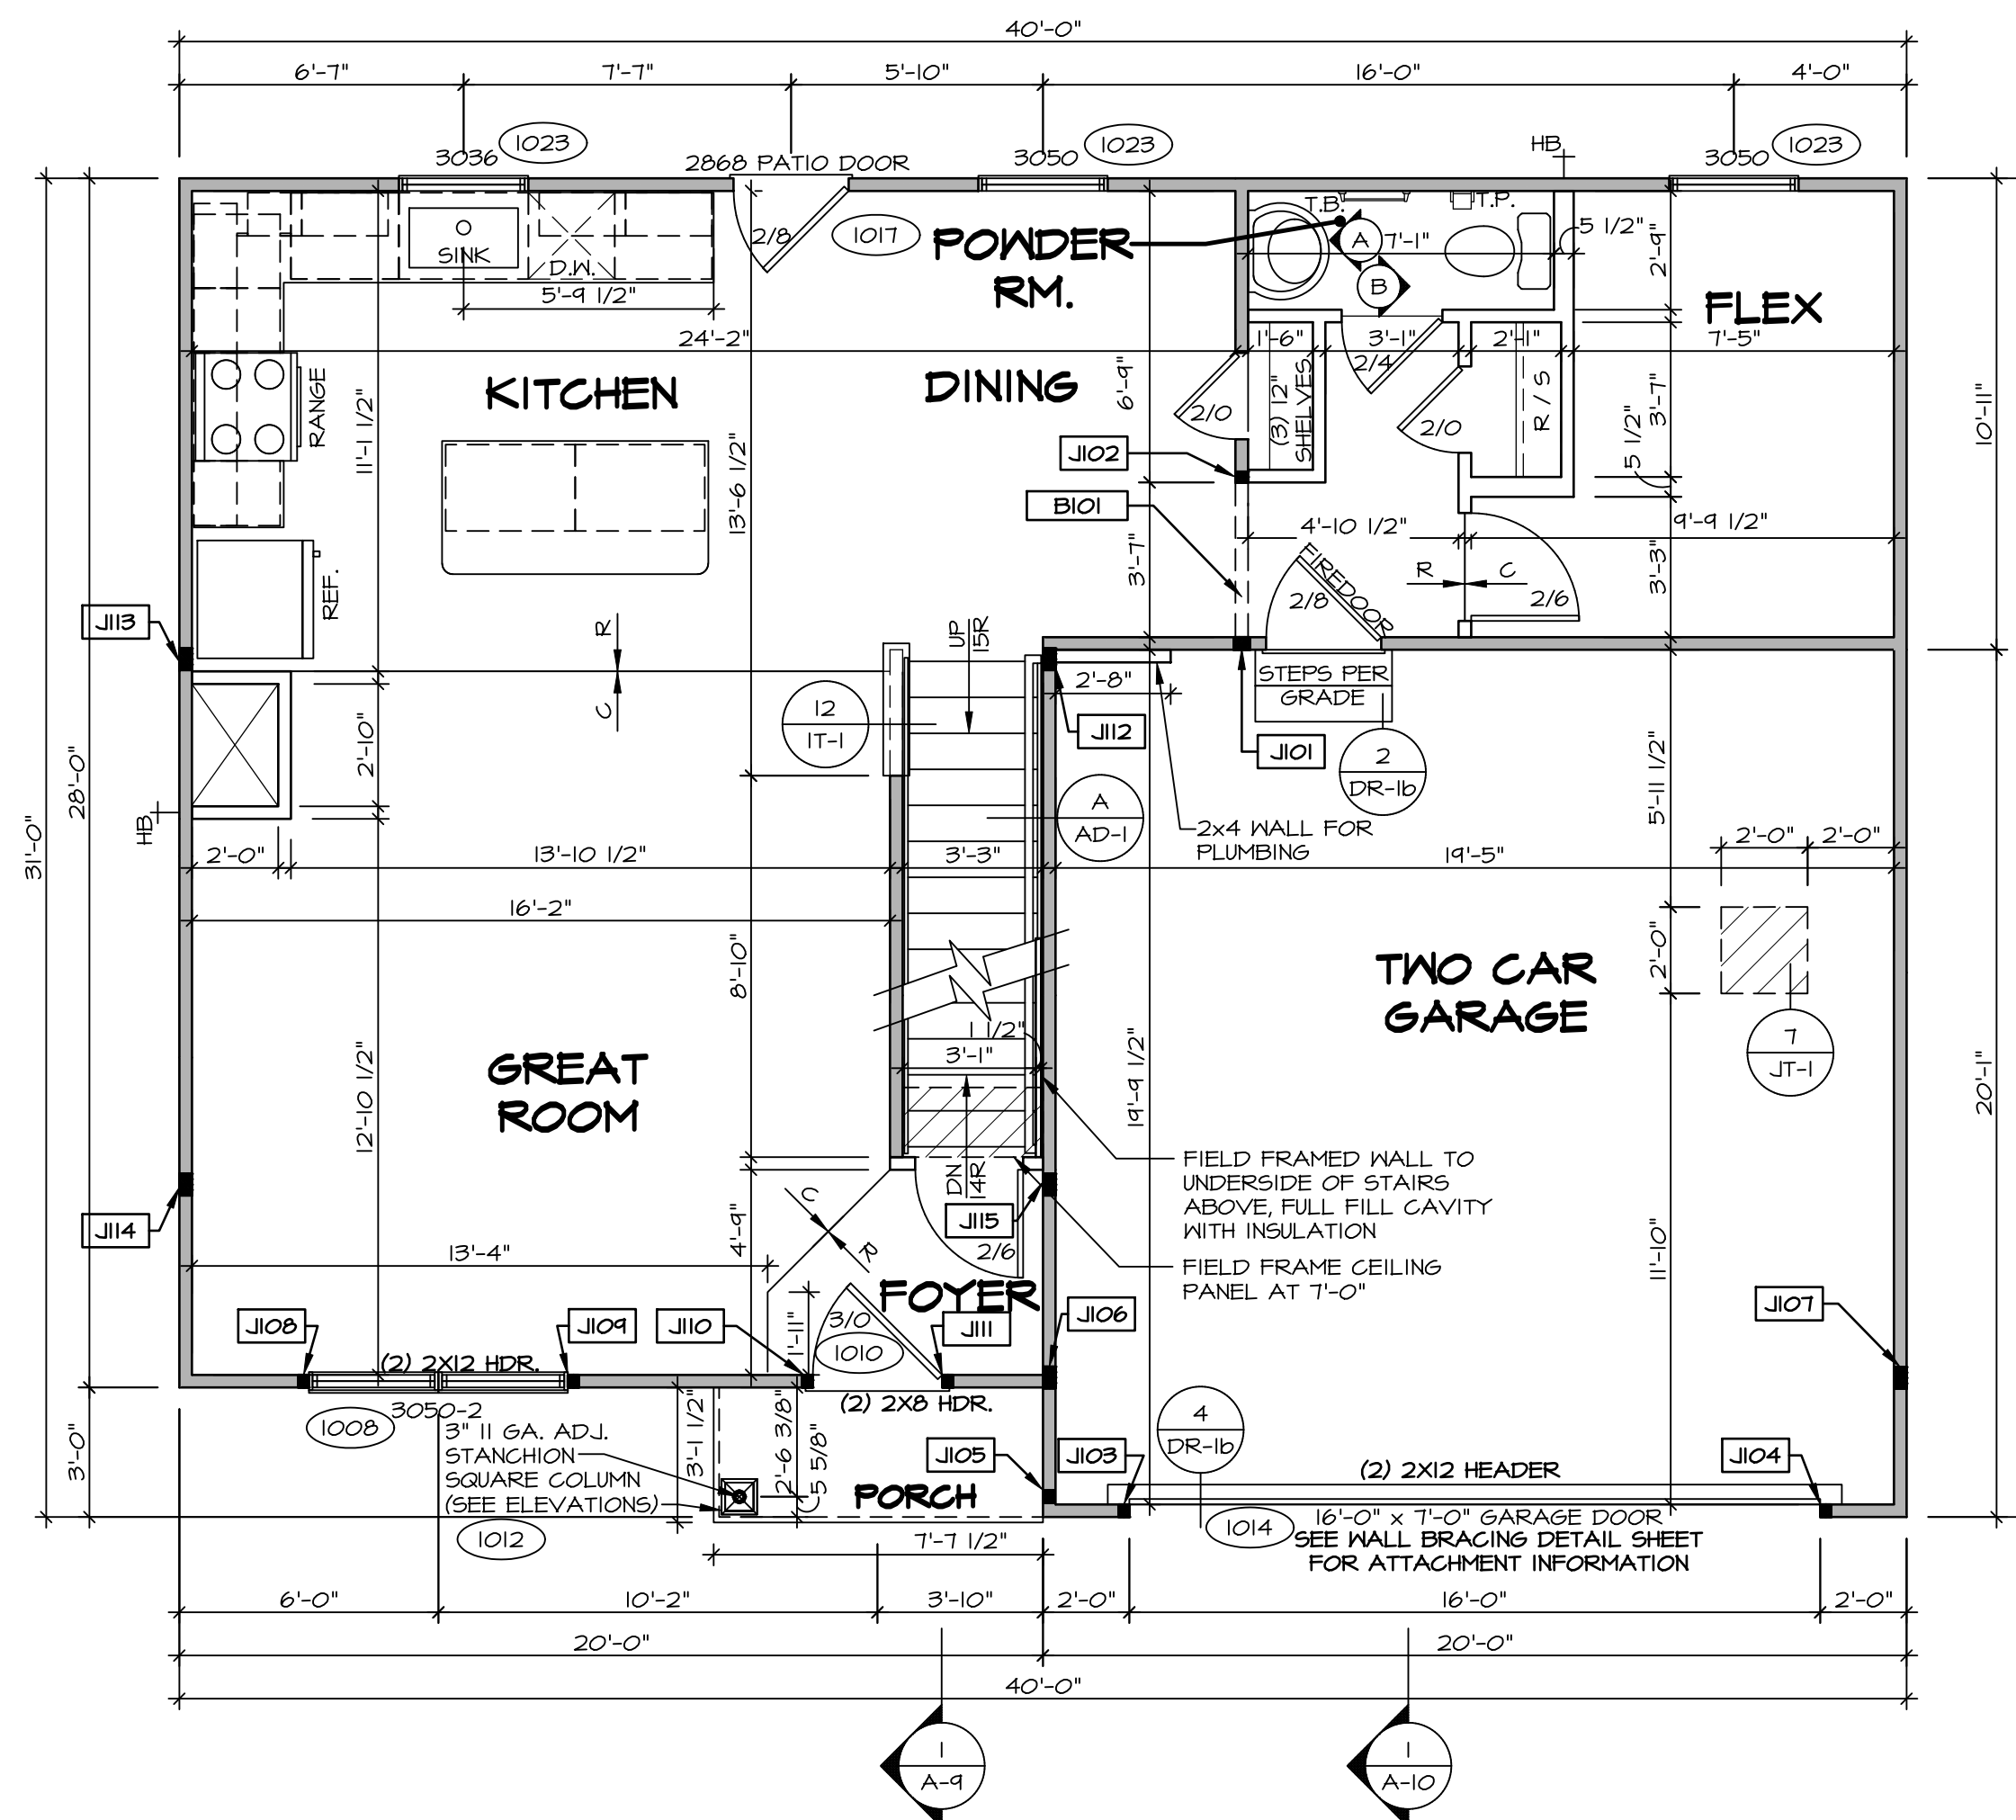 40'-0"
6'-7"
7'-7"
5'-10"
16'-0"
4'-0"
3036
1023
2868 PATIO DOOR
3050
1023
HB
3050
1023
SINK
D.W.
2/8
1017
5'-9 1/2"
POWDER
RM.
T.B.
T.P.
A
7'-1"
B
5 1/2"
2'-9"
FLEX
24'-2"
1'-6"
3'-1"
2'-1"
7'-5"
2/4
RANGE
11'-1 1/2"
KITCHEN
DINING
6'-9"
2/0
(3) 12"
SHELVES
2/0
R / S
5 1/2"
3'-7"
10'-11"
13'-6 1/2"
J102
B101
3'-7"
4'-10 1/2"
9'-9 1/2"
FIREDOOR
2/8
R
C
2/6
3'-3"
REF.
J113
R
C
UP
15R
12
1T-1
2'-8"
J112
STEPS PER
GRADE
J101
2
DR-1b
28'-0"
31'-0"
HB
2'-10"
A
AD-1
2x4 WALL FOR
PLUMBING
5'-11 1/2"
2'-0"
2'-0"
2'-0"
13'-10 1/2"
3'-3"
19'-5"
16'-2"
8'-10"
2'-0"
TWO CAR
GARAGE
7
JT-1
1 1/2"
3'-1"
GREAT
ROOM
12'-10 1/2"
19'-9 1/2"
20'-1"
DN
14R
J115
2/6
FIELD FRAMED WALL TO
UNDERSIDE OF STAIRS
ABOVE, FULL FILL CAVITY
WITH INSULATION
FIELD FRAME CEILING
PANEL AT 7'-0"
11'-10"
J114
C
R
4'-9"
13'-4"
FOYER
J108
J109
J110
1'-11"
3/0
1010
J111
J106
J107
(2) 2X12 HDR.
3050-2
1008
(2) 2X8 HDR.
3" 11 GA. ADJ.
STANCHION
SQUARE COLUMN
(SEE ELEVATIONS)
1012
3'-0"
3'-1 1/2"
2'-6 3/8"
5 5/8"
PORCH
J105
J103
4
DR-1b
J104
(2) 2X12 HEADER
1014
16'-0" x 7'-0" GARAGE DOOR
SEE WALL BRACING DETAIL SHEET
FOR ATTACHMENT INFORMATION
7'-7 1/2"
6'-0"
10'-2"
3'-10"
2'-0"
16'-0"
2'-0"
20'-0"
20'-0"
40'-0"
1
A-9
1
A-10